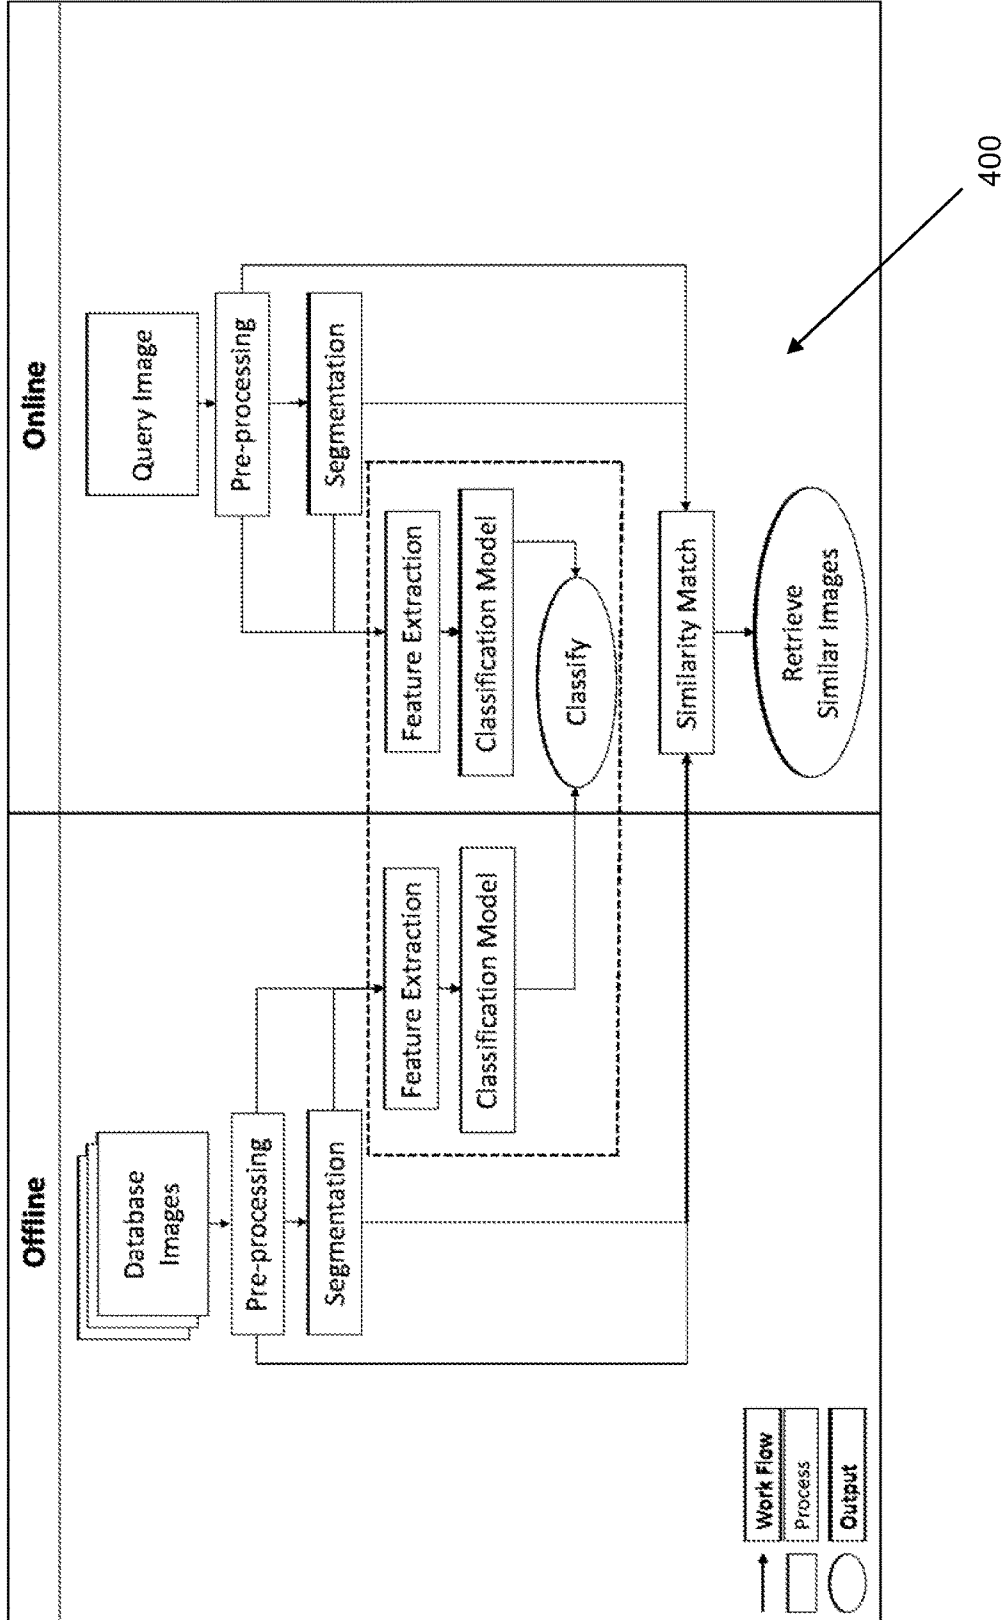 Offline
Online
Database
Images
Pre-processing
Segmentation
Feature Extraction
Classification Model
Query Image
Pre-processing
Segmentation
Feature Extraction
Classification Model
Classify
Similarity Match
Retrieve
Similar Images
Work Flow
Process
Output
400